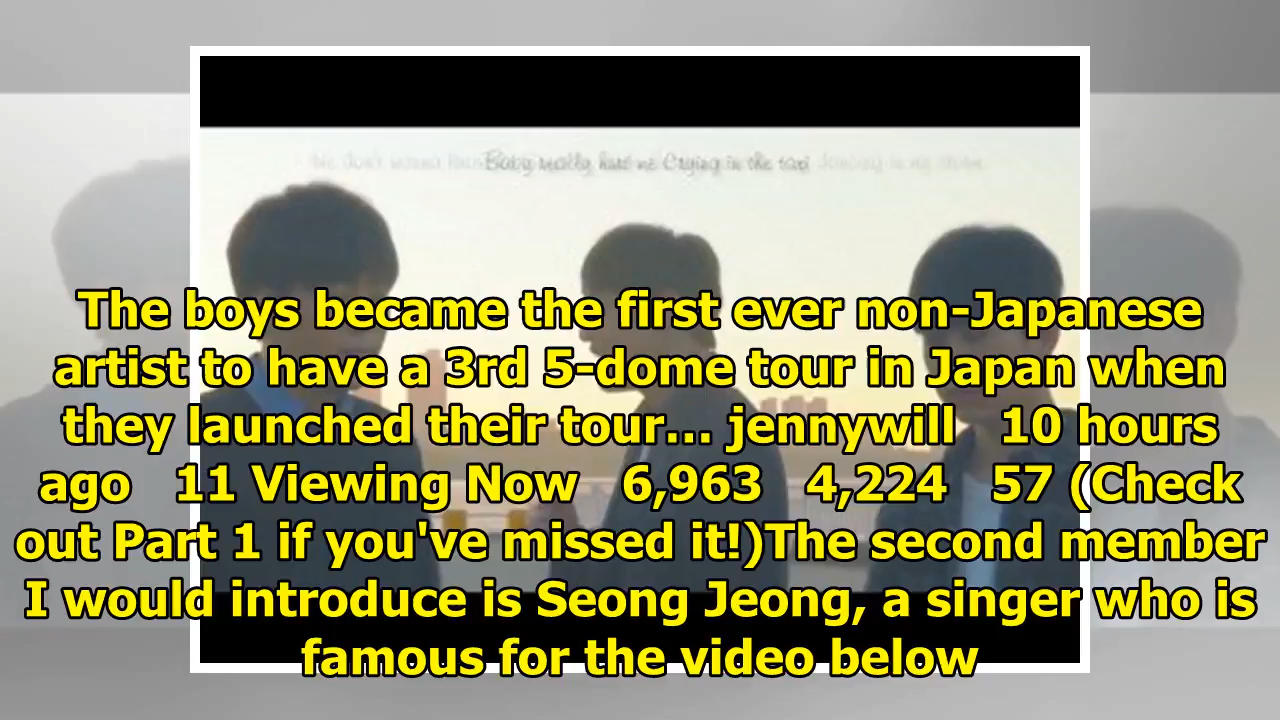 Baby really hate me Crying in the taxi
The boys became the first ever non-Japanese
artist to have a 3rd 5-dome tour in Japan when
they launched their tour... jennywill 10 hours
ago 11 Viewing Now 6,963 4,224 57 (Check
out Part 1 if you've missed it!)The second member
I would introduce is Seong Jeong, a singer who is
famous for the video below